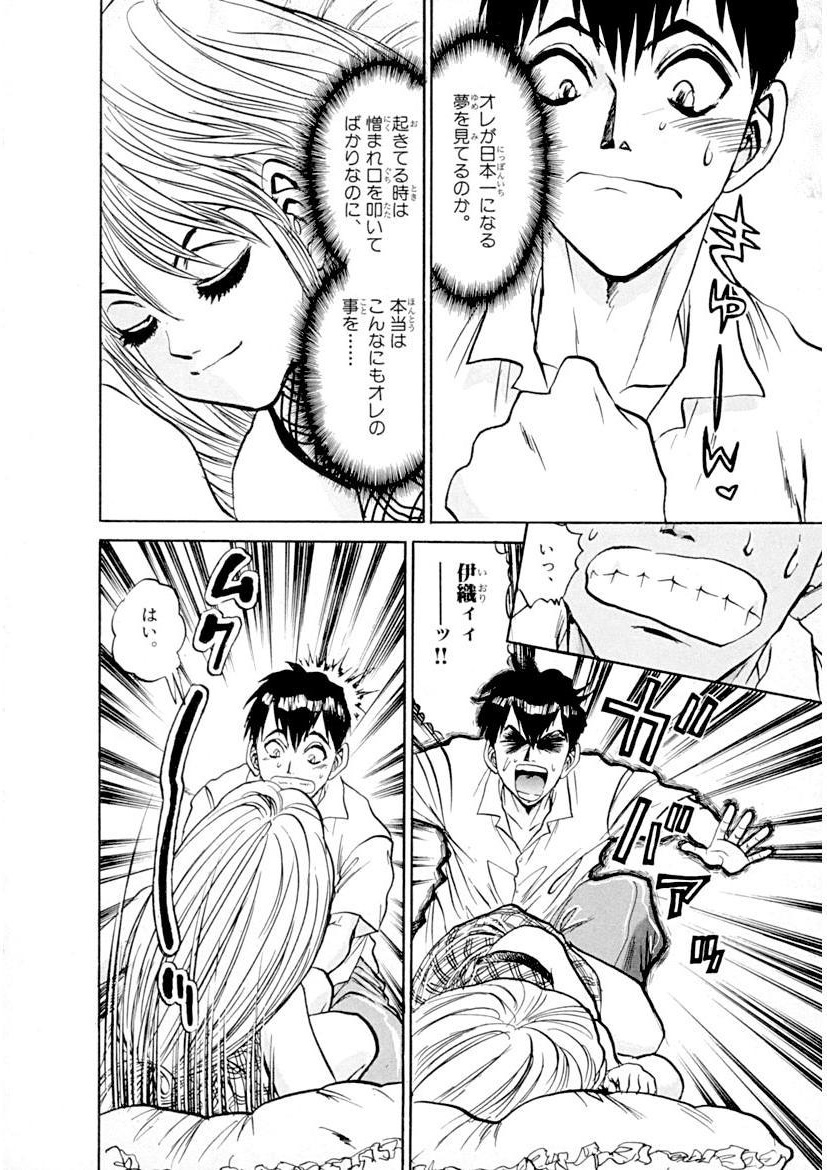 オレが日本一になる
夢を見てるのか。
きゅーーん♡
起きてる時は
憎まれ口を叩いて
ばかりなのに、
本当は
こんなにもオレの
事を……
いっ、
伊織ィィ
――ッ!!
ガバアッ
ムクーッ
はい。